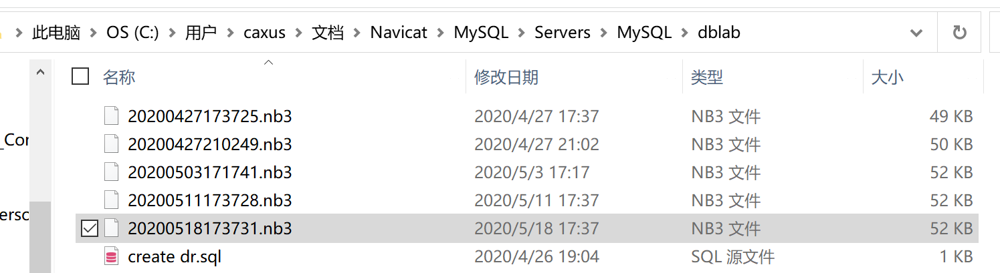 此电脑 > OS (C:) > 用户 > caxus > 文档 > Navicat > MySQL > Servers > MySQL > dblab
名称 修改日期 类型 大小
20200427173725.nb3 2020/4/27 17:37 NB3 文件 49 KB
20200427210249.nb3 2020/4/27 21:02 NB3 文件 50 KB
_Cor
20200503171741.nb3 2020/5/3 17:17 NB3 文件 52 KB
20200511173728.nb3 2020/5/11 17:37 NB3 文件 52 KB
ersc
20200518173731.nb3 2020/5/18 17:37 NB3 文件 52 KB
create dr.sql 2020/4/26 19:04 SQL 源文件 1 KB